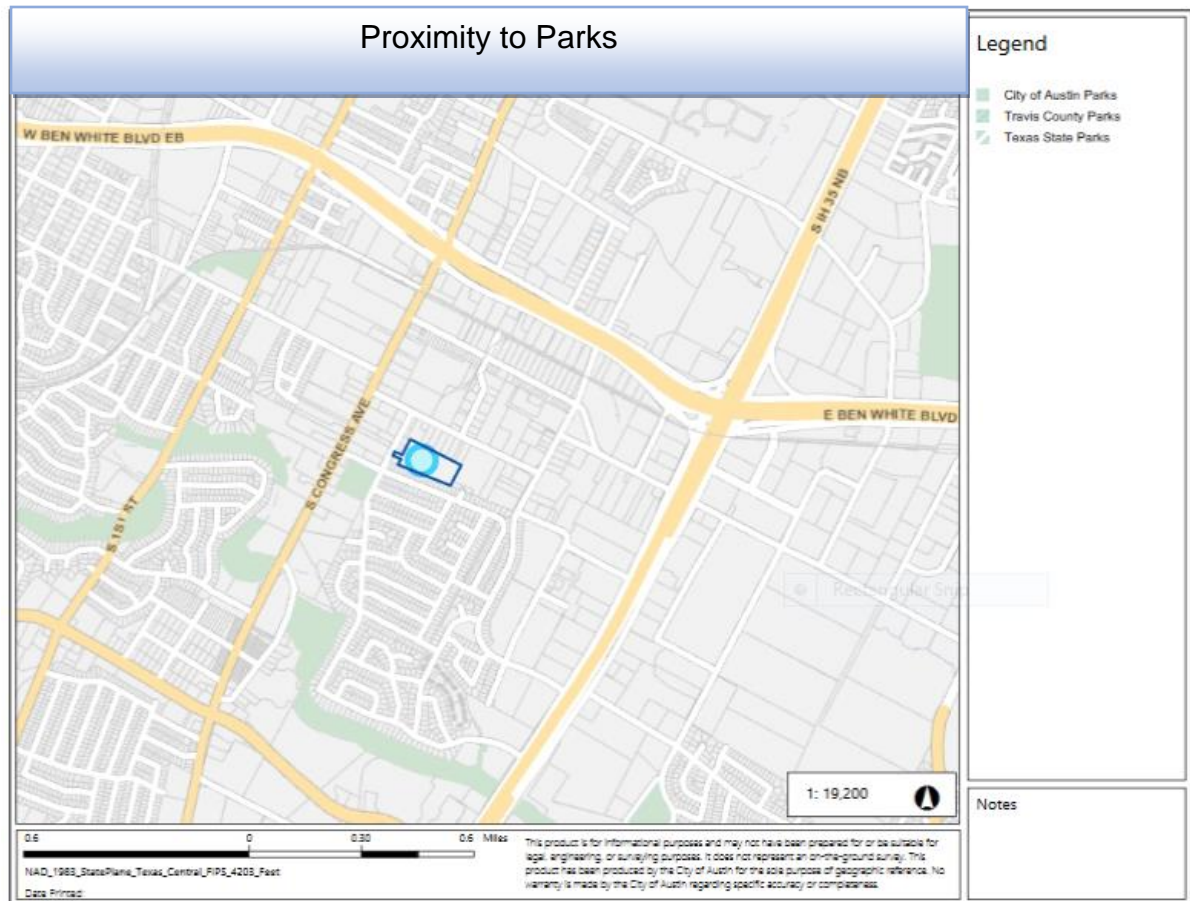 Proximity to Parks
Legend
City of Austin Parks
Travis County Parks
Texas State Parks
W BEN WHITE BLVD EB
S IH 35 NB
E BEN WHITE BLVD
S CONGRESS AVE
S 1ST ST
Rectangular Snip
1: 19,200
Notes
0.6 0 0.30 0.6 Miles
NAD_1983_StatePlane_Texas_Central_FIPS_4203_Feet
Date Printed:
This product is for informational purposes and may not have been prepared for or be suitable for
legal, engineering, or surveying purposes. It does not represent an on-the-ground survey. This
product has been produced by the City of Austin for the sole purpose of geographic reference. No
warranty is made by the City of Austin regarding specific accuracy or completeness.